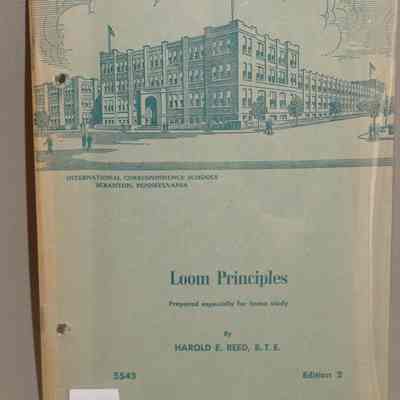 INTERNATIONAL CORRESPONDENCE SCHOOLS
SCRANTON, PENNSYLVANIA
Loom Principles
Prepared especially for home study
By
HAROLD E. REED, B.T.E.
5543 Edition 2